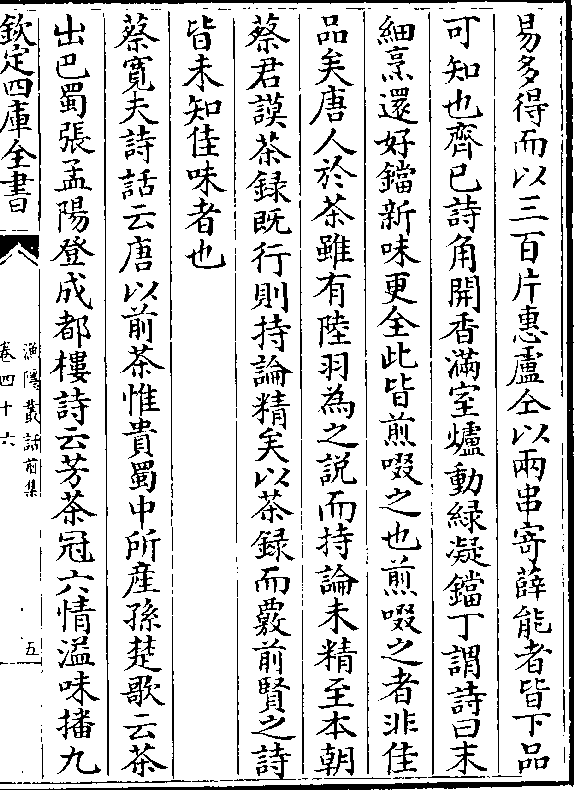 易多得而以三百片惠盧仝以兩串寄薛能者皆下品
可知也齊已詩角開香滿室爐動緑凝鐺丁謂詩曰末
細烹還好鐺新味更全此皆煎啜之也煎啜之者非佳
品矣唐人於茶雖有陸羽為之説而持論未精至本朝
蔡君謨茶録既行則持論精矣以茶録而覈前賢之詩
皆未知佳味者也
蔡寛夫詩話云唐以前茶惟貴蜀中所産孫楚歌云茶
出巴蜀張孟陽登成都樓詩云芳茶冠六情溢味播九
欽定四庫全書
漁隱叢話前集
卷四十六
五